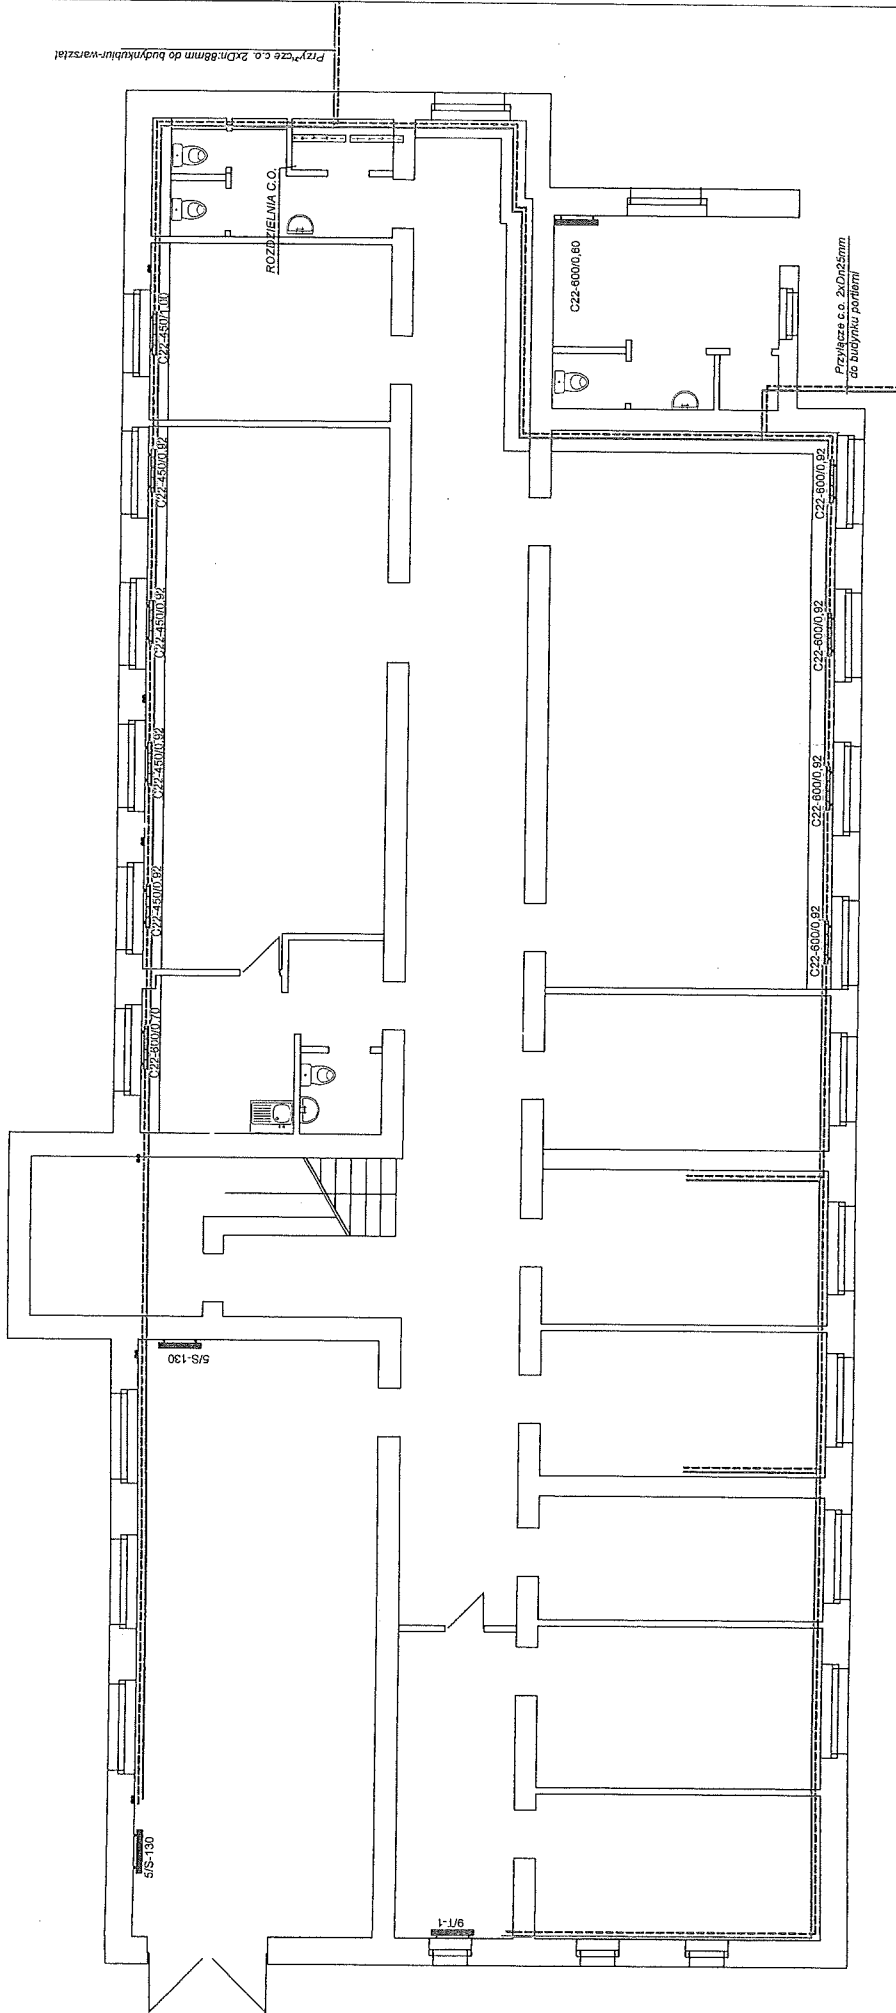 Przyłącze c.o. 2xDn:88mm do budynkubiur-warsztat
ROZDZIELNIA C.O.
C22-450/1,00
C22-600/0,60
Przyłącze c.o. 2xDn25mm
do budynku portierni
C22-450/0,92
C22-600/0,92
C22-450/0,92
C22-600/0,92
C22-450/0,92
C22-600/0,92
C22-450/0,92
C22-600/0,92
C22-600/0,70
5/S-130
5/S-130
9/T-1